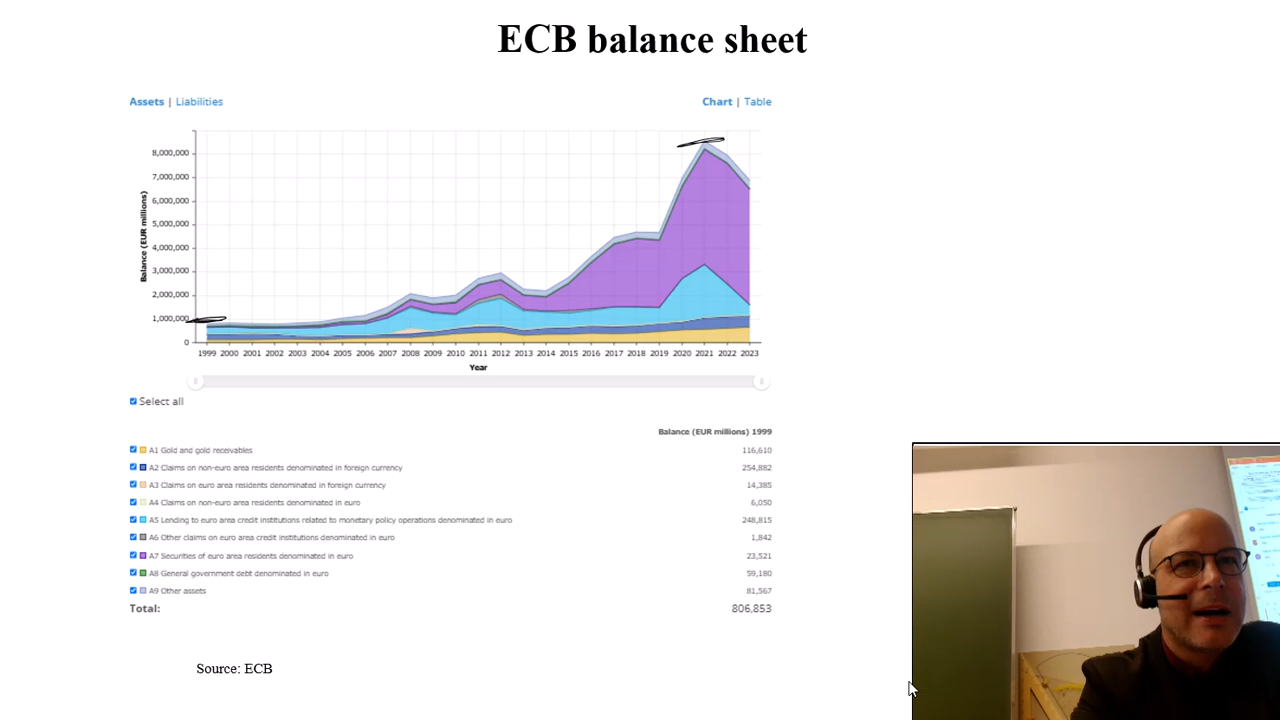 ECB balance sheet
Assets | Liabilities
Chart | Table
Balance (EUR millions)
8,000,000
7,000,000
6,000,000
5,000,000
4,000,000
3,000,000
2,000,000
1,000,000
0
1999 2000 2001 2002 2003 2004 2005 2006 2007 2008 2009 2010 2011 2012 2013 2014 2015 2016 2017 2018 2019 2020 2021 2022 2023
Year
Select all
Balance (EUR millions) 1999
A1 Gold and gold receivables 116,610
A2 Claims on non-euro area residents denominated in foreign currency 254,882
A3 Claims on euro area residents denominated in foreign currency 14,385
A4 Claims on non-euro area residents denominated in euro 6,050
A5 Lending to euro area credit institutions related to monetary policy operations denominated in euro 248,815
A6 Other claims on euro area credit institutions denominated in euro 1,842
A7 Securities of euro area residents denominated in euro 23,521
A8 General government debt denominated in euro 59,180
A9 Other assets 81,567
Total: 806,853
Source: ECB